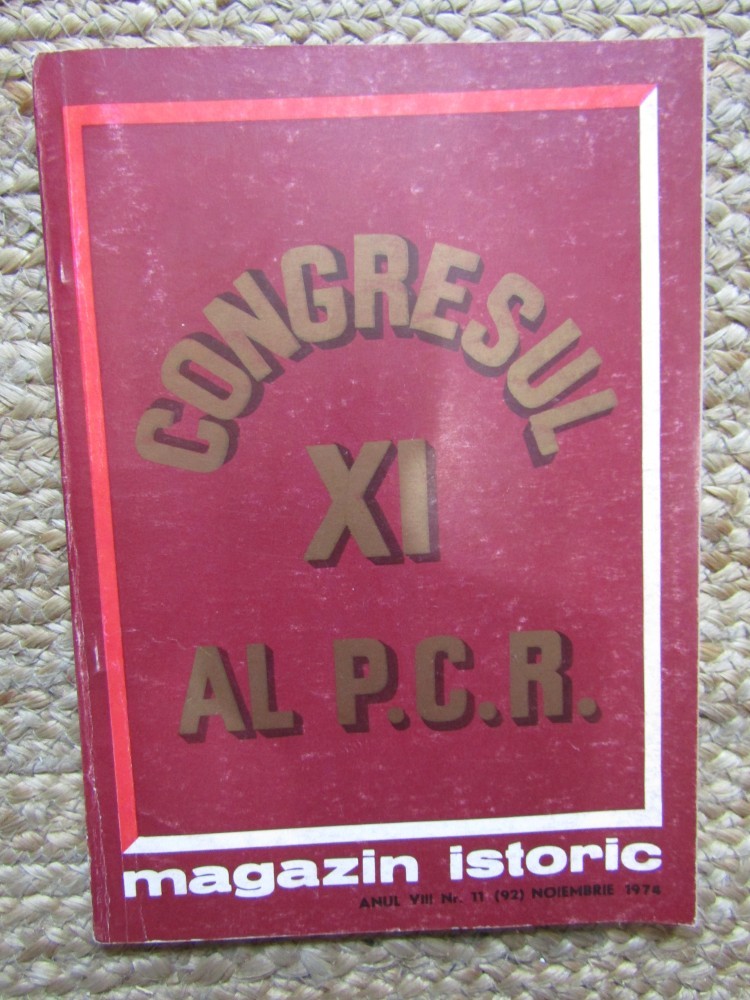 CONGRESUL
XI
AL P.C.R.
magazin istoric
ANUL VIII Nr. 11 (92) NOIEMBRIE 1974